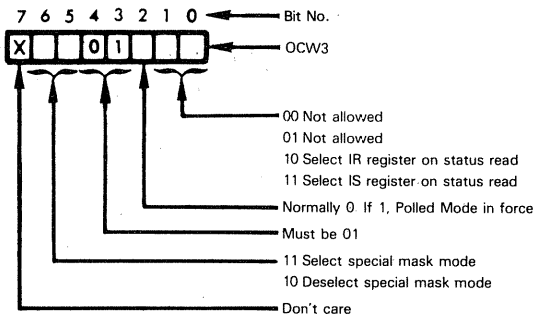 7 6 5 4 3 2 1 0 Bit No.
X 0 1 OCW3
00 Not allowed
01 Not allowed
10 Select IR register on status read
11 Select IS register on status read
Normally 0. If 1, Polled Mode in force
Must be 01
11 Select special mask mode
10 Deselect special mask mode
Don't care